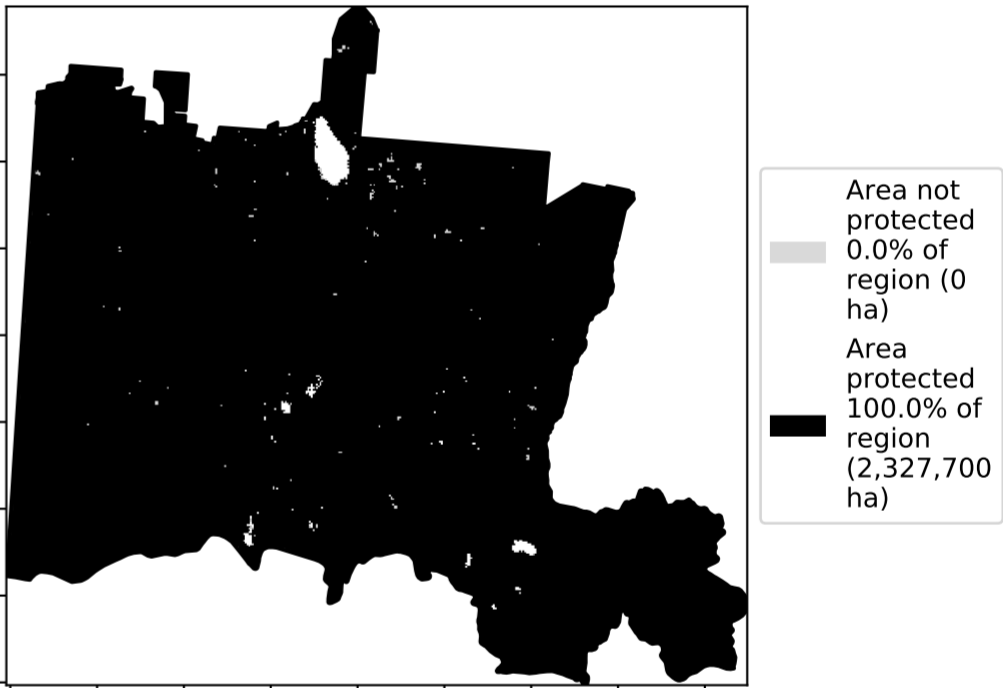 Area not
protected
0.0% of
region (0
ha)
Area
protected
100.0% of
region
(2,327,700
ha)